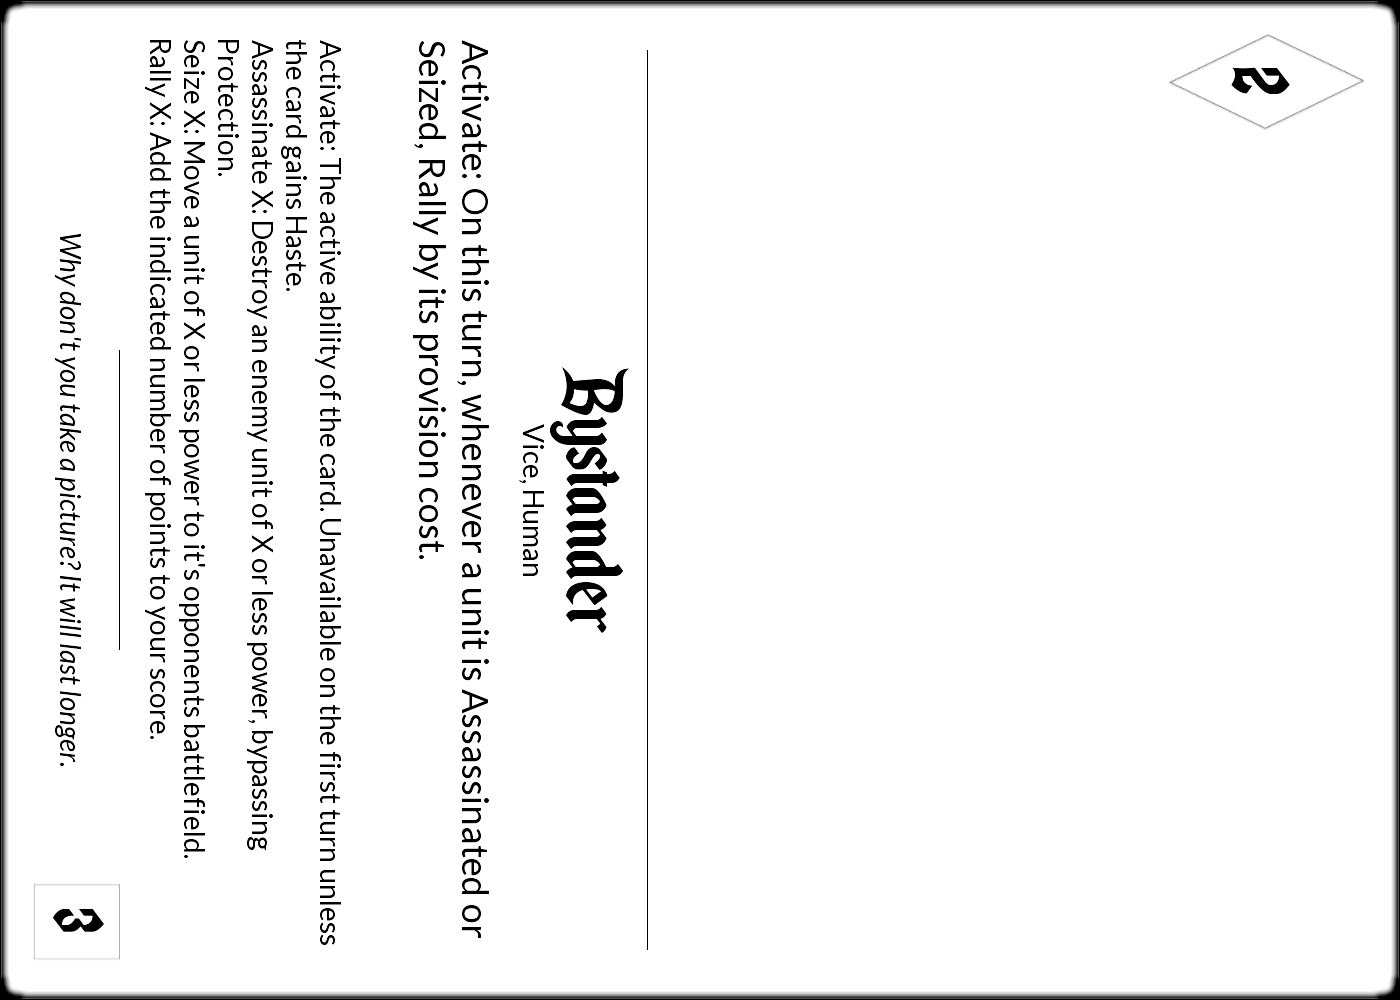 2
Bystander
Vice, Human
Activate: On this turn, whenever a unit is Assassinated or
Seized, Rally by its provision cost.
Activate: The active ability of the card. Unavailable on the first turn unless
the card gains Haste.
Assassinate X: Destroy an enemy unit of X or less power, bypassing
Protection.
Seize X: Move a unit of X or less power to it's opponents battlefield.
Rally X: Add the indicated number of points to your score.
Why don't you take a picture? It will last longer.
3